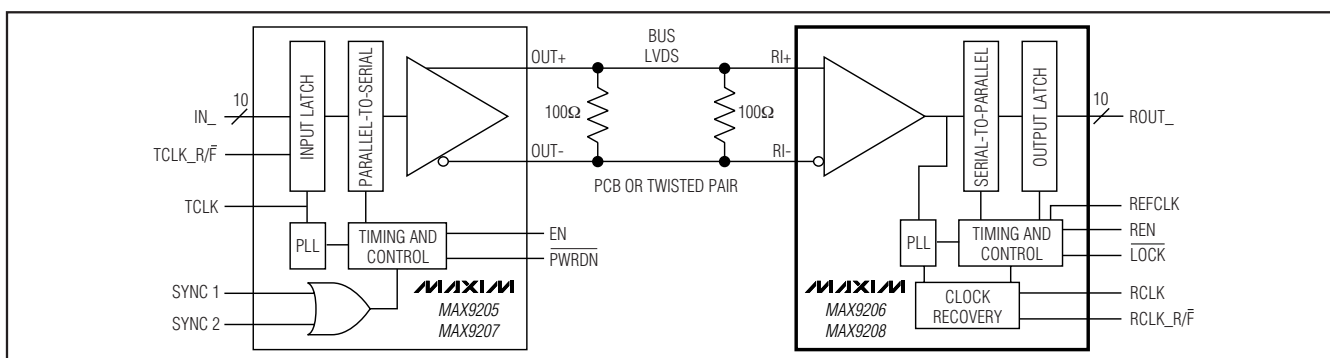 BUS
LVDS
OUT+
RI+
10
IN_
TCLK_R/F̅
TCLK
INPUT LATCH
PARALLEL-TO-SERIAL
100Ω
100Ω
OUT-
RI-
PCB OR TWISTED PAIR
PLL
TIMING AND
CONTROL
EN
P̅W̅R̅D̅N̅
SYNC 1
SYNC 2
MAXIM
MAX9205
MAX9207
SERIAL-TO-PARALLEL
OUTPUT LATCH
10
ROUT_
REFCLK
REN
L̅O̅C̅K̅
PLL
TIMING AND
CONTROL
CLOCK
RECOVERY
RCLK
RCLK_R/F̅
MAXIM
MAX9206
MAX9208